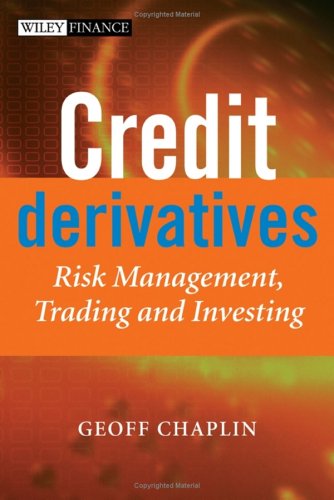 WILEY FINANCE
Credit
derivatives
Risk Management,
Trading and Investing
GEOFF CHAPLIN